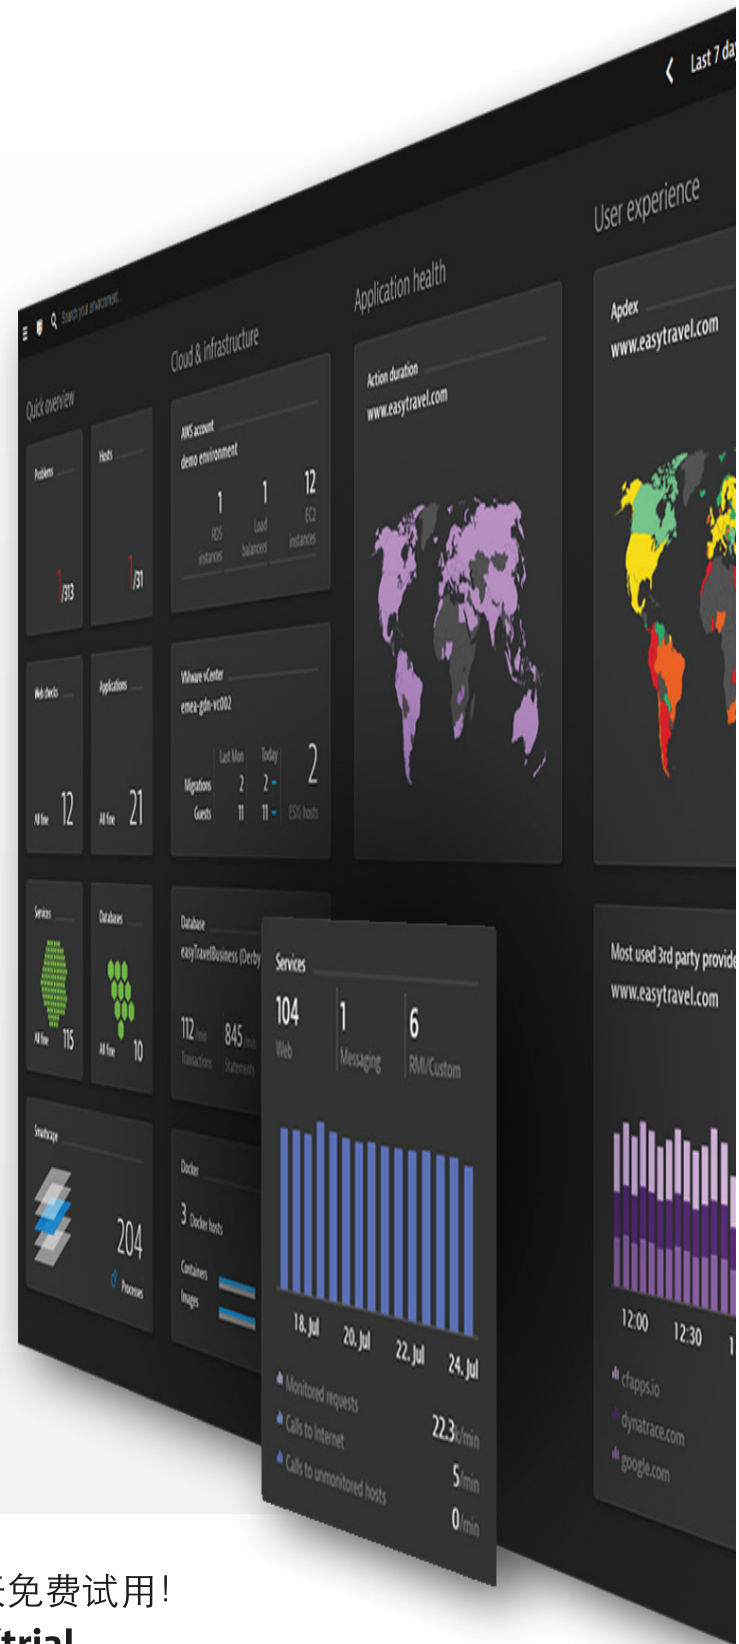 Last 7 day
Search your environment...
User experience
Application health
Cloud & infrastructure
Quick overview
Problems
1/313
Hosts
1/31
AWS account
demo environment
1
RDS
instances
1
Load
balancers
12
EC2
instances
Action duration
www.easytravel.com
Apdex
www.easytravel.com
Web checks
All fine 12
Applications
All fine 21
VMware vCenter
emea-gdn-vc002
Last Mon Today
Migrations 2 2 -
Guests 11 11 -
2
ESXi hosts
Services
All fine 115
Databases
All fine 10
Database
easyTravelBusiness (Derby
112 /min
Transactions
845 /min
Statements
Services
104
Web
1
Messaging
6
RMI/Custom
18. Jul 20. Jul 22. Jul 24. Jul
Monitored requests 22.3k/min
Calls to Internet 5/min
Calls to unmonitored hosts 0/min
Most used 3rd party provide
www.easytravel.com
12:00 12:30 1
cfapps.io
dynatrace.com
google.com
Smartscape
204
Processes
Docker
3 Docker hosts
Containers
Images
免费试用！
/trial